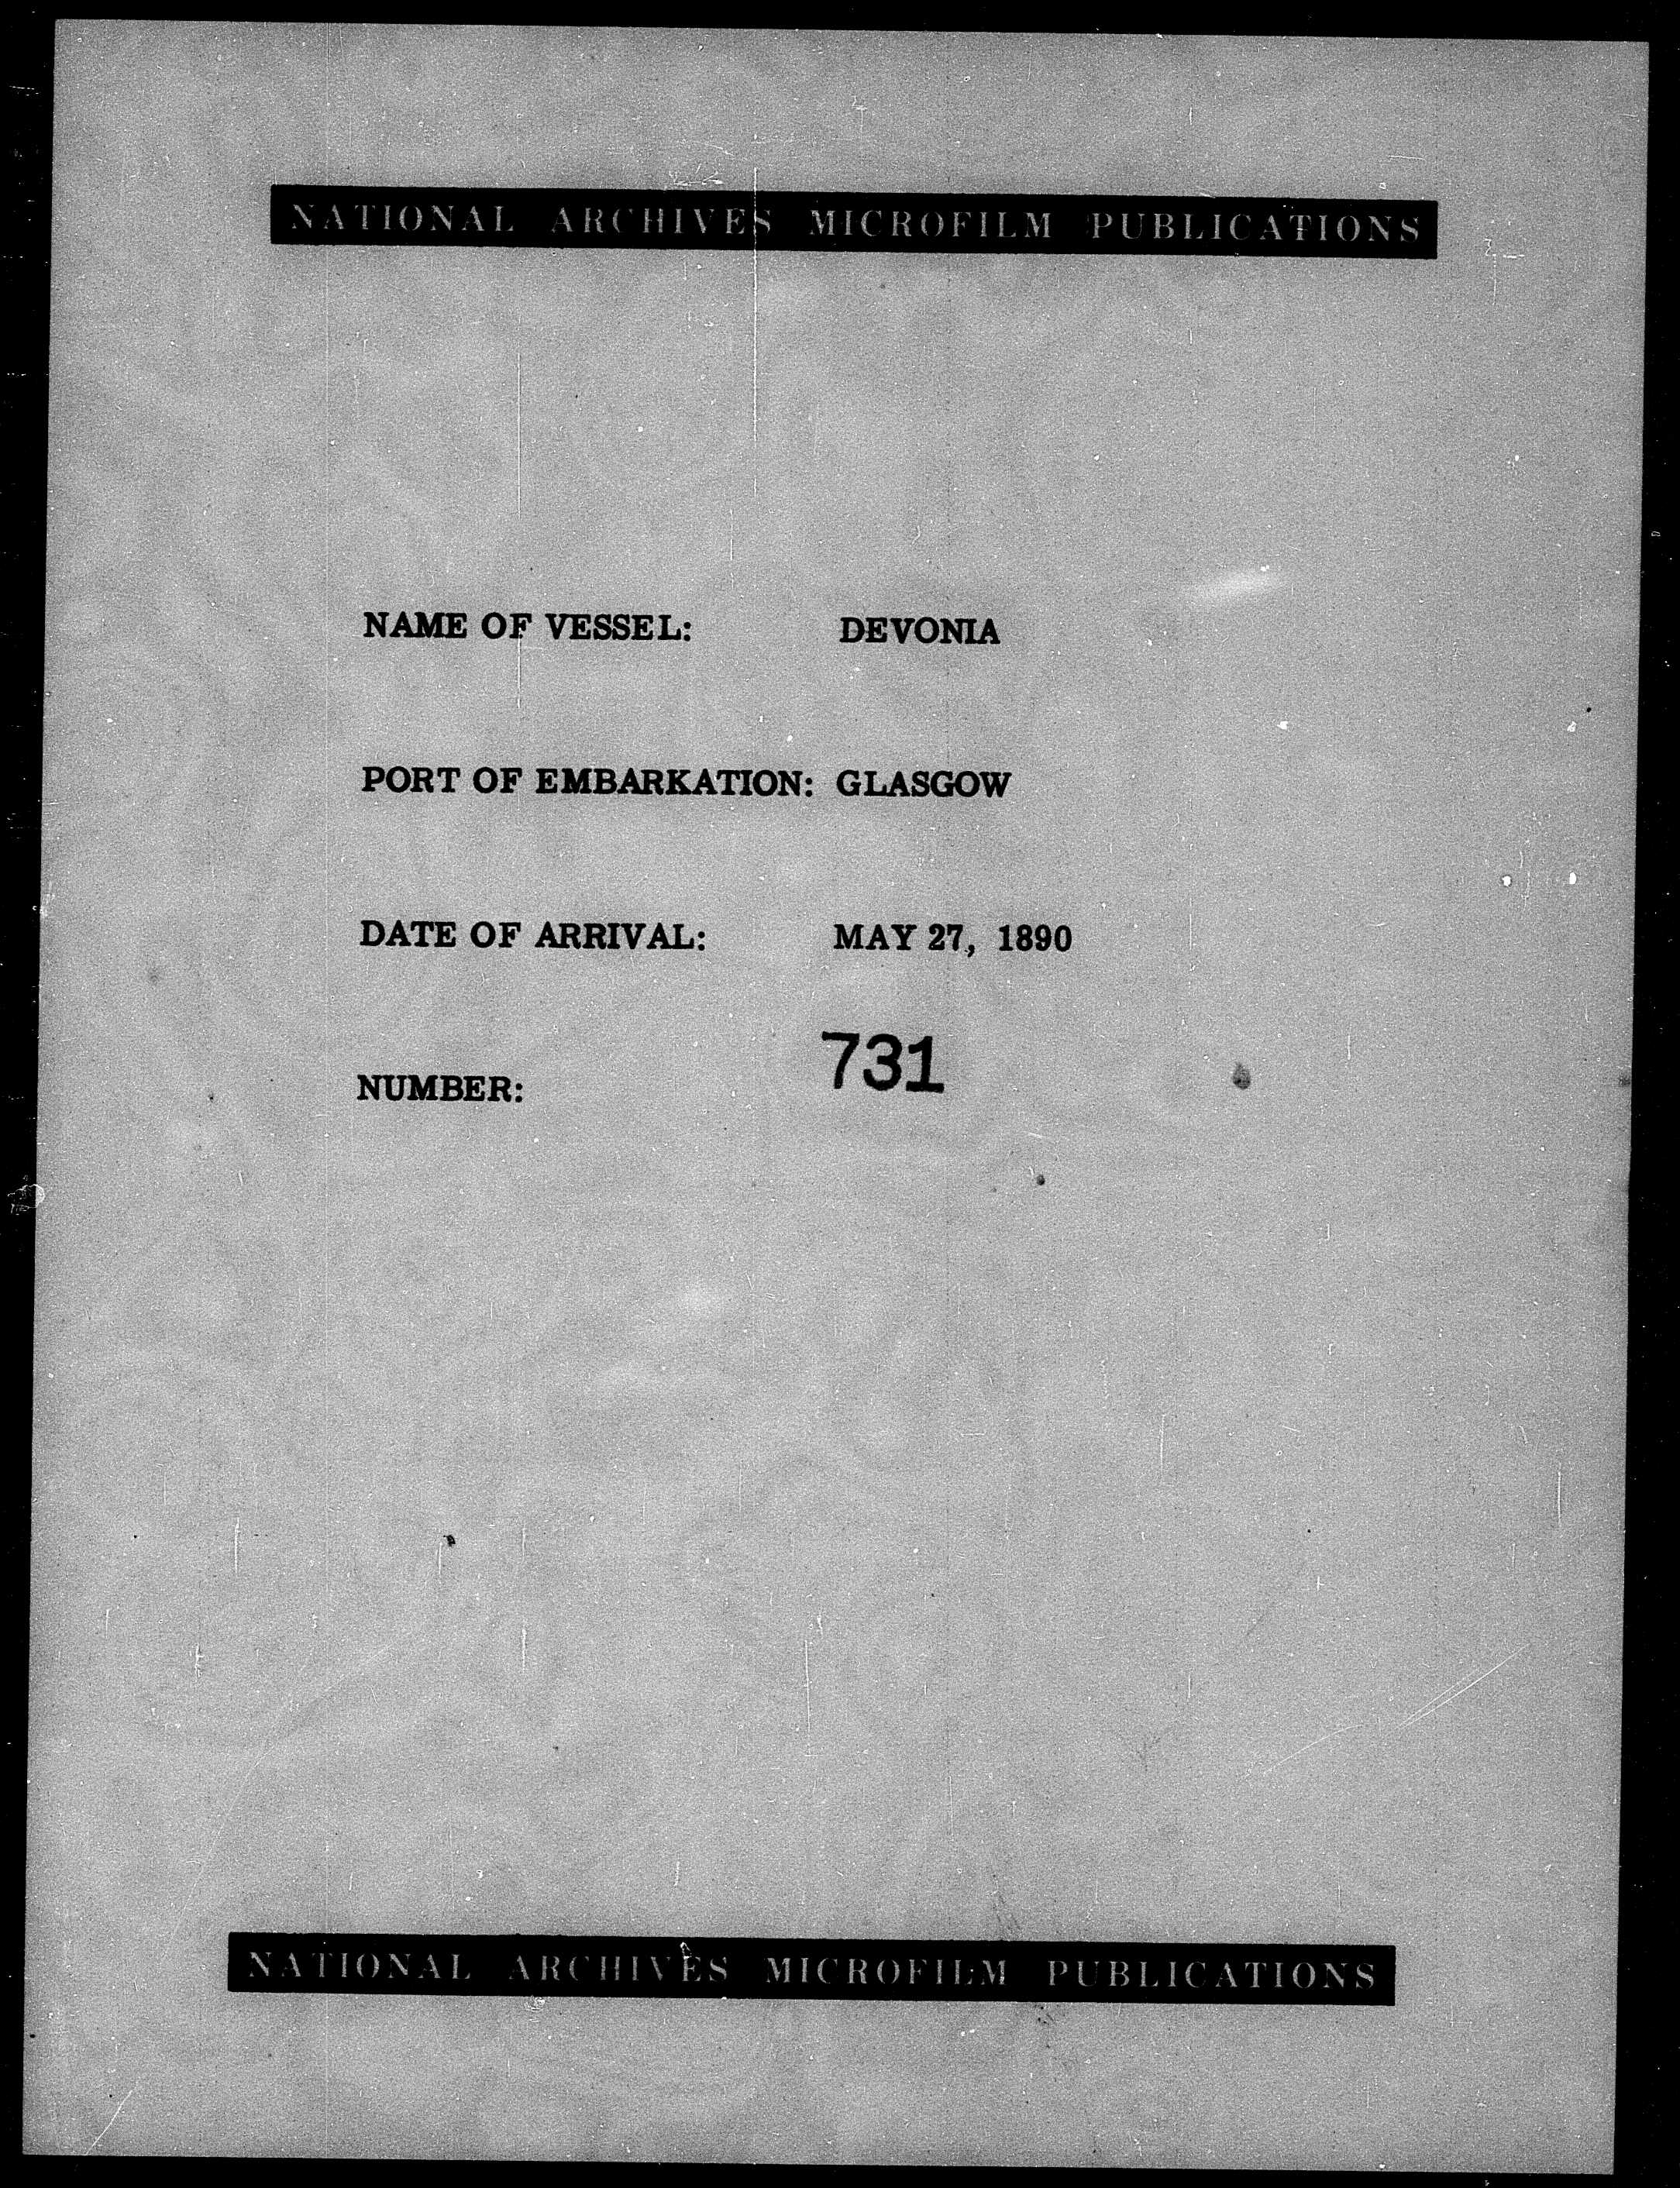 NATIONAL ARCHIVES MICROFILM PUBLICATIONS
NAME OF VESSEL: DEVONIA
PORT OF EMBARKATION: GLASGOW
DATE OF ARRIVAL: MAY 27, 1890
NUMBER: 731
NATIONAL ARCHIVES MICROFILM PUBLICATIONS